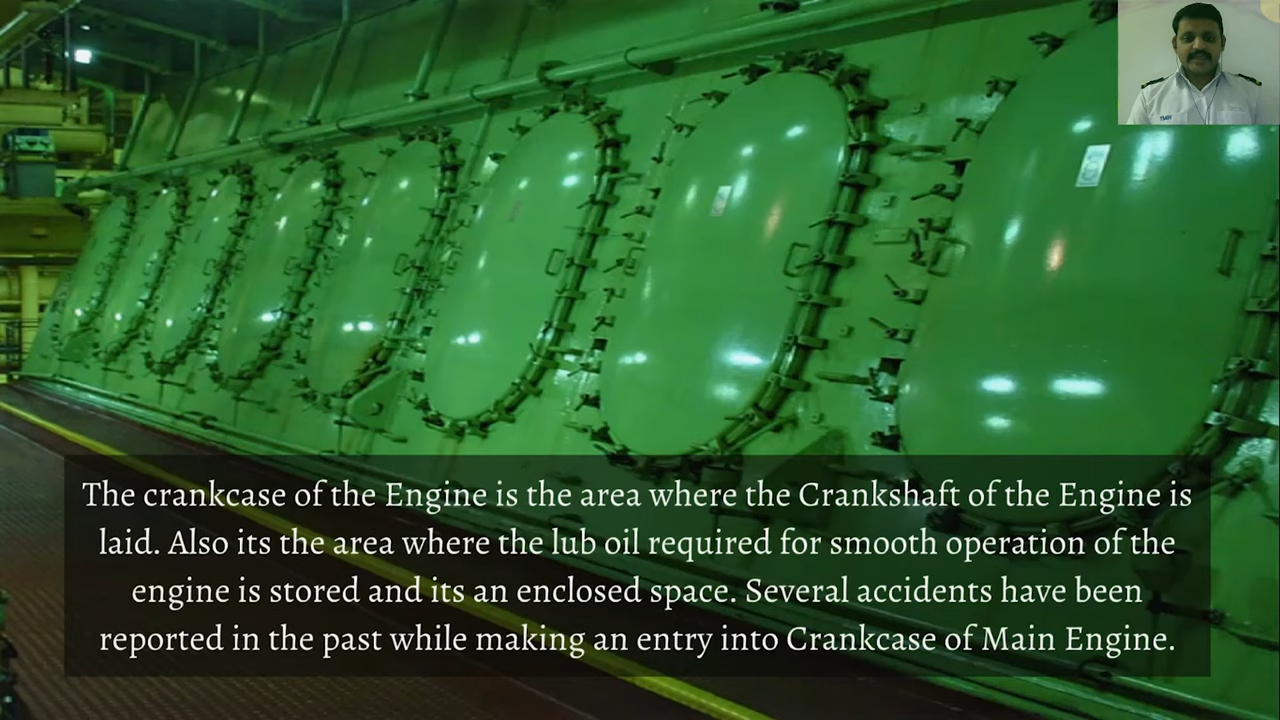 The crankcase of the Engine is the area where the Crankshaft of the Engine is
laid. Also its the area where the lub oil required for smooth operation of the
engine is stored and its an enclosed space. Several accidents have been
reported in the past while making an entry into Crankcase of Main Engine.